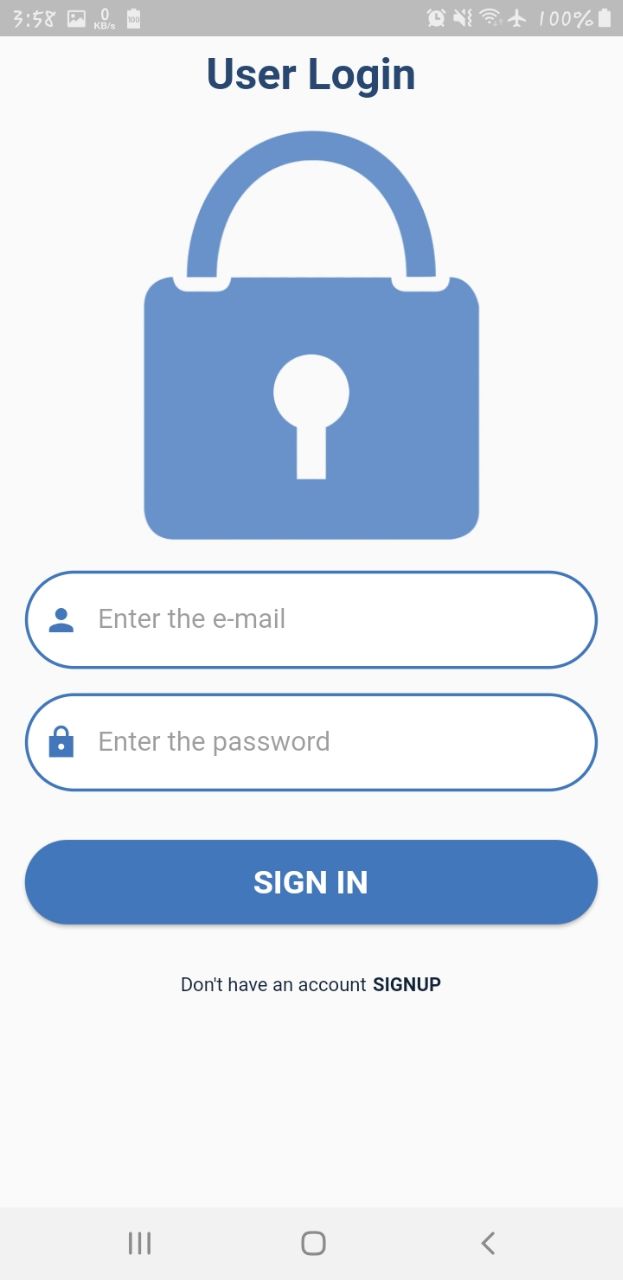 3:58 0 KB/s 100 100%
User Login
Enter the e-mail
Enter the password
SIGN IN
Don't have an account SIGNUP